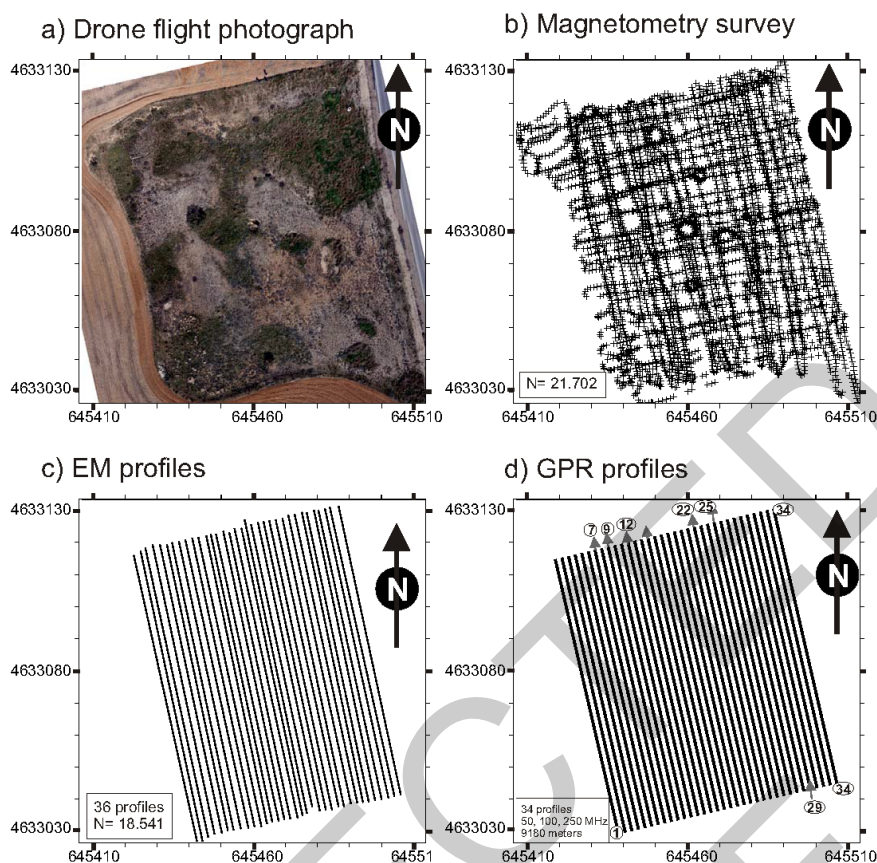 a) Drone flight photograph
4633130
4633080
4633030
645410
645460
645510
N
b) Magnetometry survey
4633130
4633080
4633030
645410
645460
645510
N
N= 21.702
c) EM profiles
4633130
4633080
4633030
645410
645460
64551
N
36 profiles
N= 18.541
d) GPR profiles
4633130
4633080
4633030
645410
645460
645510
N
7
9
12
22
25
34
34
29
1
34 profiles
50, 100, 250 MHz
9180 meters
CTED